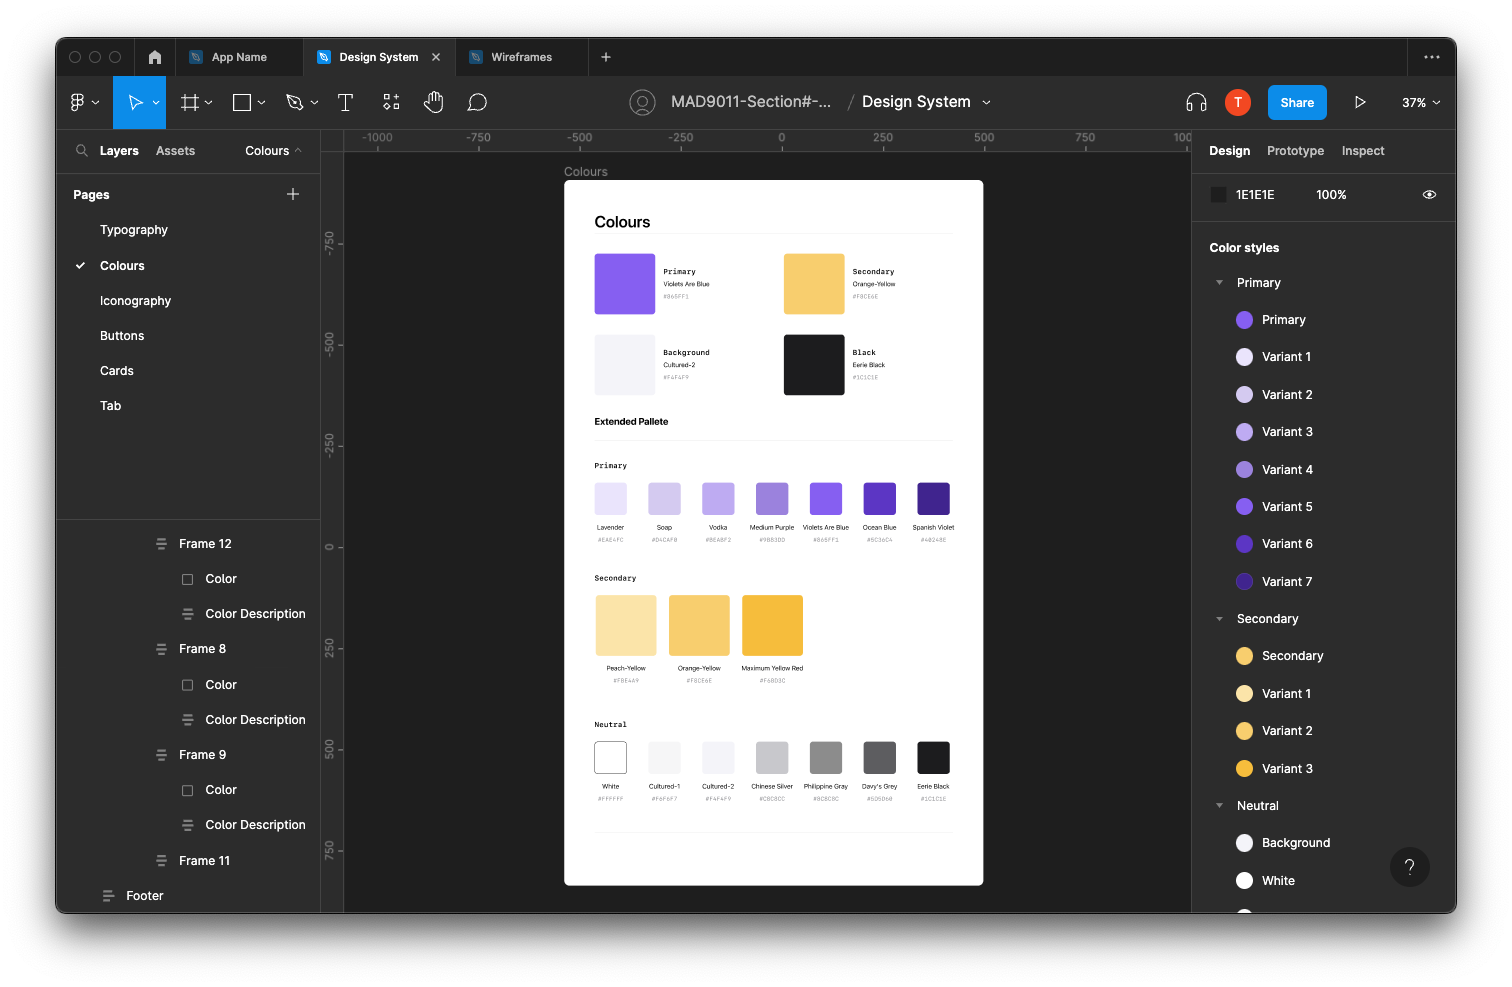 App Name
Design System
Wireframes
MAD9011-Section#-...
/
Design System
T
Share
37%
Layers
Assets
Colours
Pages
Typography
Colours
Iconography
Buttons
Cards
Tab
Frame 12
Color
Color Description
Frame 8
Color
Color Description
Frame 9
Color
Color Description
Frame 11
Footer
-1000
-750
-500
-250
0
250
500
750
100
-750
-500
-250
0
250
500
750
Colours
Colours
Primary
Violets Are Blue
#865FF1
Secondary
Orange-Yellow
#F8CE6E
Background
Cultured-2
#F4F4F9
Black
Eerie Black
#1C1C1E
Extended Pallete
Primary
Lavender
#EAE4FC
Soap
#D4CAF0
Vodka
Medium Purple
Violets Are Blue
#865FF1
Ocean Blue
#5C36C4
Spanish Violet
#40248E
Secondary
Peach-Yellow
#FBE4A9
Orange-Yellow
#F8CE6E
Maximum Yellow Red
Neutral
White
#FFFFFF
Cultured-1
#F6F6F7
Cultured-2
#F4F4F9
Chinese Silver
#C8C8CC
Philippine Gray
Davy's Grey
Eerie Black
#1C1C1E
Design
Prototype
Inspect
1E1E1E
100%
Color styles
Primary
Primary
Variant 1
Variant 2
Variant 3
Variant 4
Variant 5
Variant 6
Variant 7
Secondary
Secondary
Variant 1
Variant 2
Variant 3
Neutral
Background
White
?